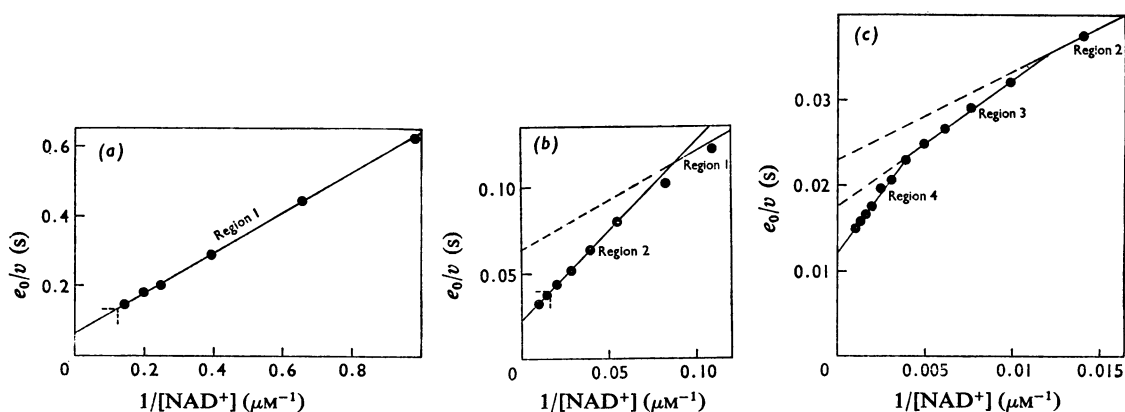 (a)
e₀/v (s)
0.6
0.4
0.2
0
Region 1
0
0.2
0.4
0.6
0.8
1/[NAD⁺] (μM⁻¹)
(b)
e₀/v (s)
0.10
0.05
Region 1
Region 2
0
0.05
0.10
1/[NAD⁺] (μM⁻¹)
(c)
e₀/v (s)
0.03
0.02
0.01
Region 2
Region 3
Region 4
0
0.005
0.01
0.015
1/[NAD⁺] (μM⁻¹)